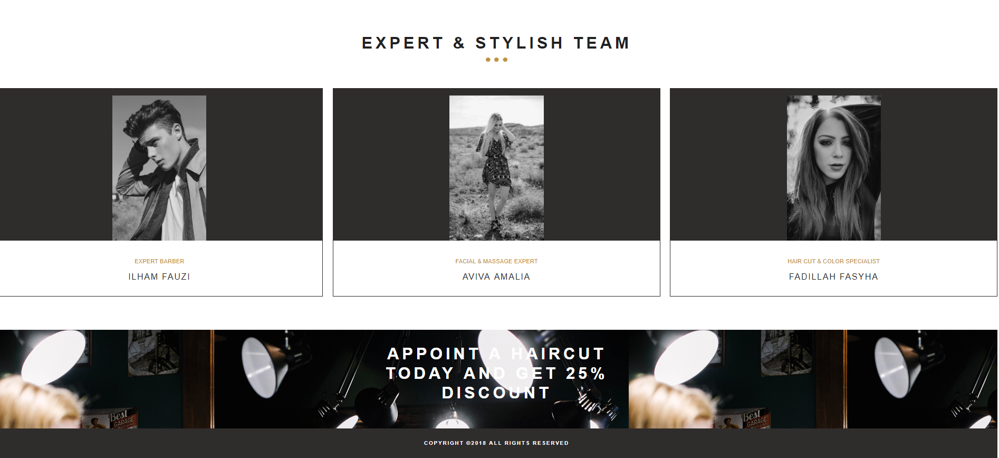 EXPERT & STYLISH TEAM
EXPERT BARBER
ILHAM FAUZI
FACIAL & MASSAGE EXPERT
AVIVA AMALIA
HAIR CUT & COLOR SPECIALIST
FADILLAH FASYHA
APPOINT A HAIRCUT
TODAY AND GET 25%
DISCOUNT
Best
GARAGE
Best
GARAGE
COPYRIGHT ©2018 ALL RIGHTS RESERVED